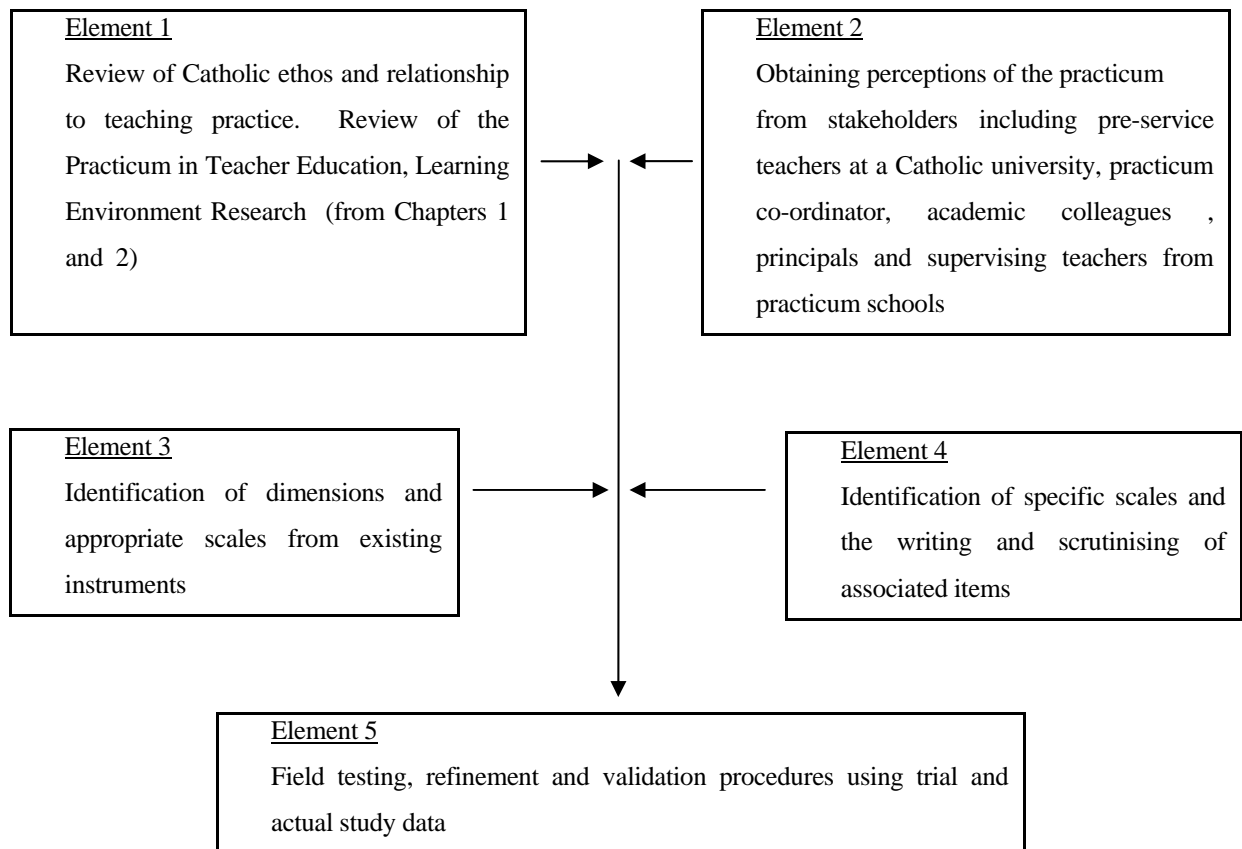 Element 1
Review of Catholic ethos and relationship
to teaching practice. Review of the
Practicum in Teacher Education, Learning
Environment Research (from Chapters 1
and 2)
Element 2
Obtaining perceptions of the practicum
from stakeholders including pre-service
teachers at a Catholic university, practicum
co-ordinator, academic colleagues ,
principals and supervising teachers from
practicum schools
Element 3
Identification of dimensions and
appropriate scales from existing
instruments
Element 4
Identification of specific scales and
the writing and scrutinising of
associated items
Element 5
Field testing, refinement and validation procedures using trial and
actual study data